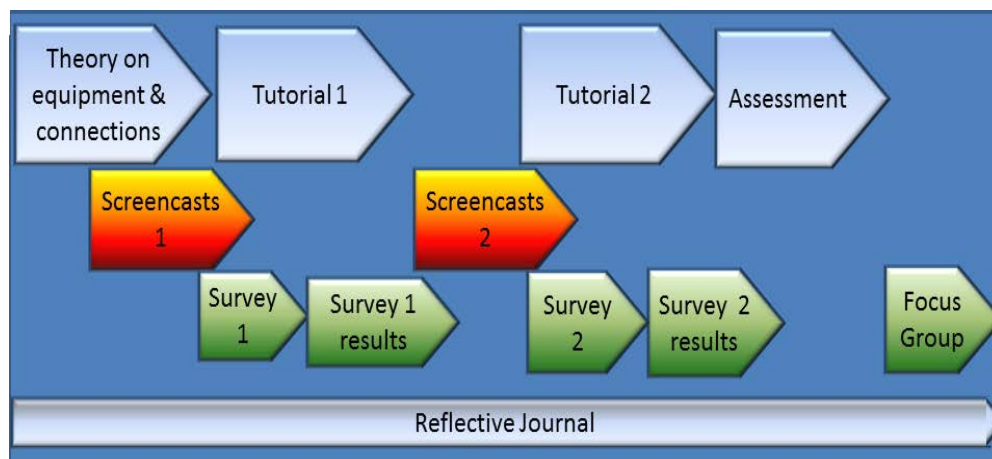 Theory on
equipment &
connections
Tutorial 1
Tutorial 2
Assessment
Screencasts
1
Screencasts
2
Survey
1
Survey 1
results
Survey
2
Survey 2
results
Focus
Group
Reflective Journal